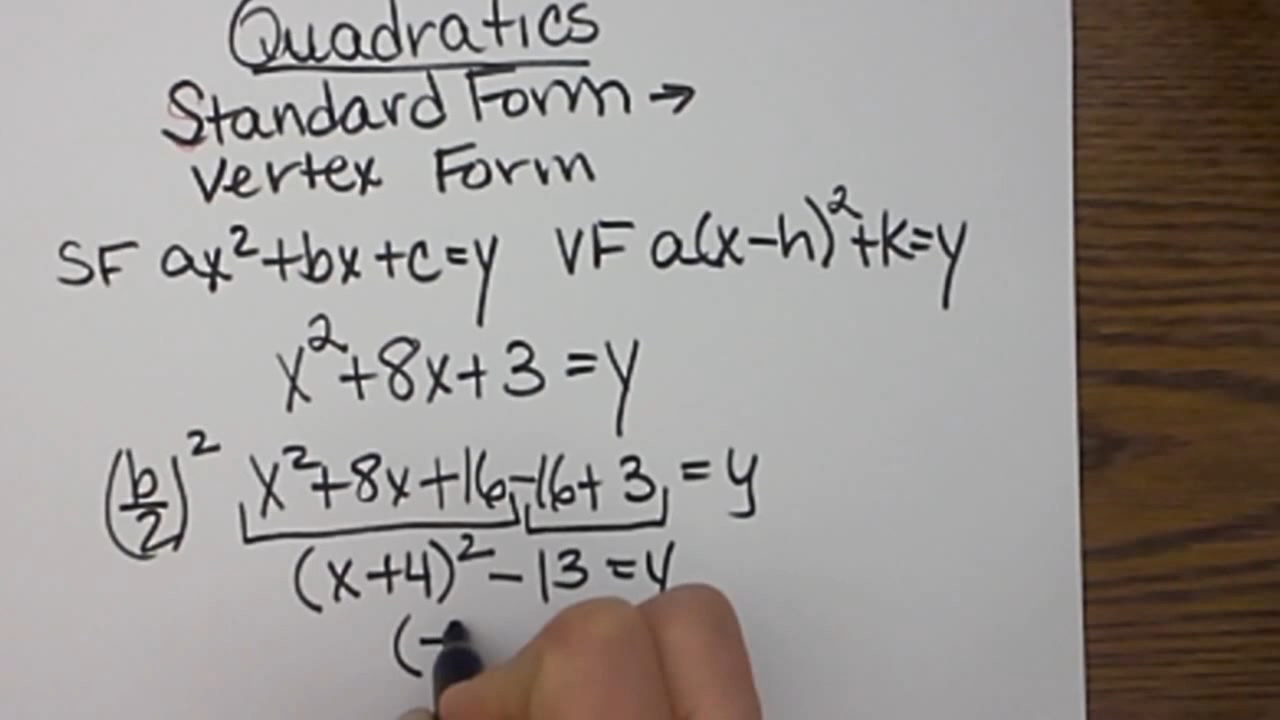 Quadratics
Standard Form →
Vertex Form
SF ax²+bx+c=y VF a(x-h)²+k=y
x²+8x+3=y
(b/2)² x²+8x+16-16+3=y
(x+4)²-13=y
(-